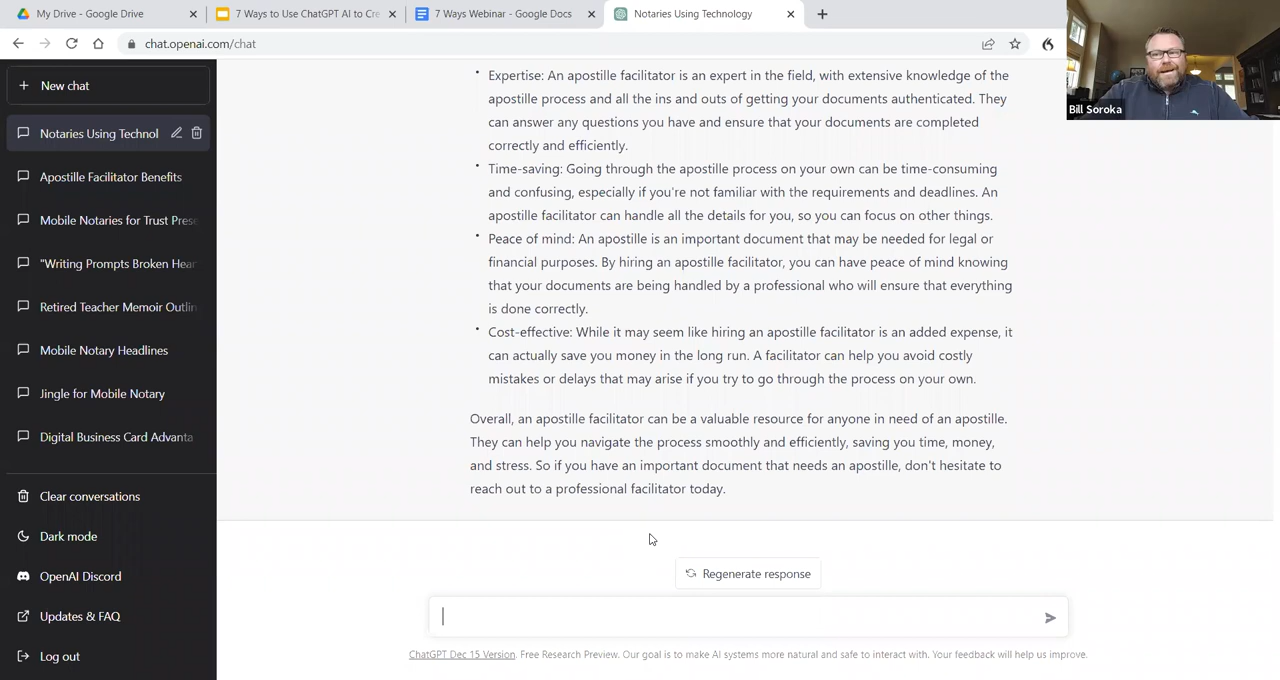 My Drive - Google Drive
7 Ways to Use ChatGPT AI to Cre
7 Ways Webinar - Google Docs
Notaries Using Technology
chat.openai.com/chat
Bill Soroka
New chat
Notaries Using Technol
Apostille Facilitator Benefits
Mobile Notaries for Trust Prese
"Writing Prompts Broken Hear
Retired Teacher Memoir Outlin
Mobile Notary Headlines
Jingle for Mobile Notary
Digital Business Card Advanta
Clear conversations
Dark mode
OpenAI Discord
Updates & FAQ
Log out
• Expertise: An apostille facilitator is an expert in the field, with extensive knowledge of the
apostille process and all the ins and outs of getting your documents authenticated. They
can answer any questions you have and ensure that your documents are completed
correctly and efficiently.
• Time-saving: Going through the apostille process on your own can be time-consuming
and confusing, especially if you're not familiar with the requirements and deadlines. An
apostille facilitator can handle all the details for you, so you can focus on other things.
• Peace of mind: An apostille is an important document that may be needed for legal or
financial purposes. By hiring an apostille facilitator, you can have peace of mind knowing
that your documents are being handled by a professional who will ensure that everything
is done correctly.
• Cost-effective: While it may seem like hiring an apostille facilitator is an added expense, it
can actually save you money in the long run. A facilitator can help you avoid costly
mistakes or delays that may arise if you try to go through the process on your own.
Overall, an apostille facilitator can be a valuable resource for anyone in need of an apostille.
They can help you navigate the process smoothly and efficiently, saving you time, money,
and stress. So if you have an important document that needs an apostille, don't hesitate to
reach out to a professional facilitator today.
Regenerate response
ChatGPT Dec 15 Version. Free Research Preview. Our goal is to make AI systems more natural and safe to interact with. Your feedback will help us improve.